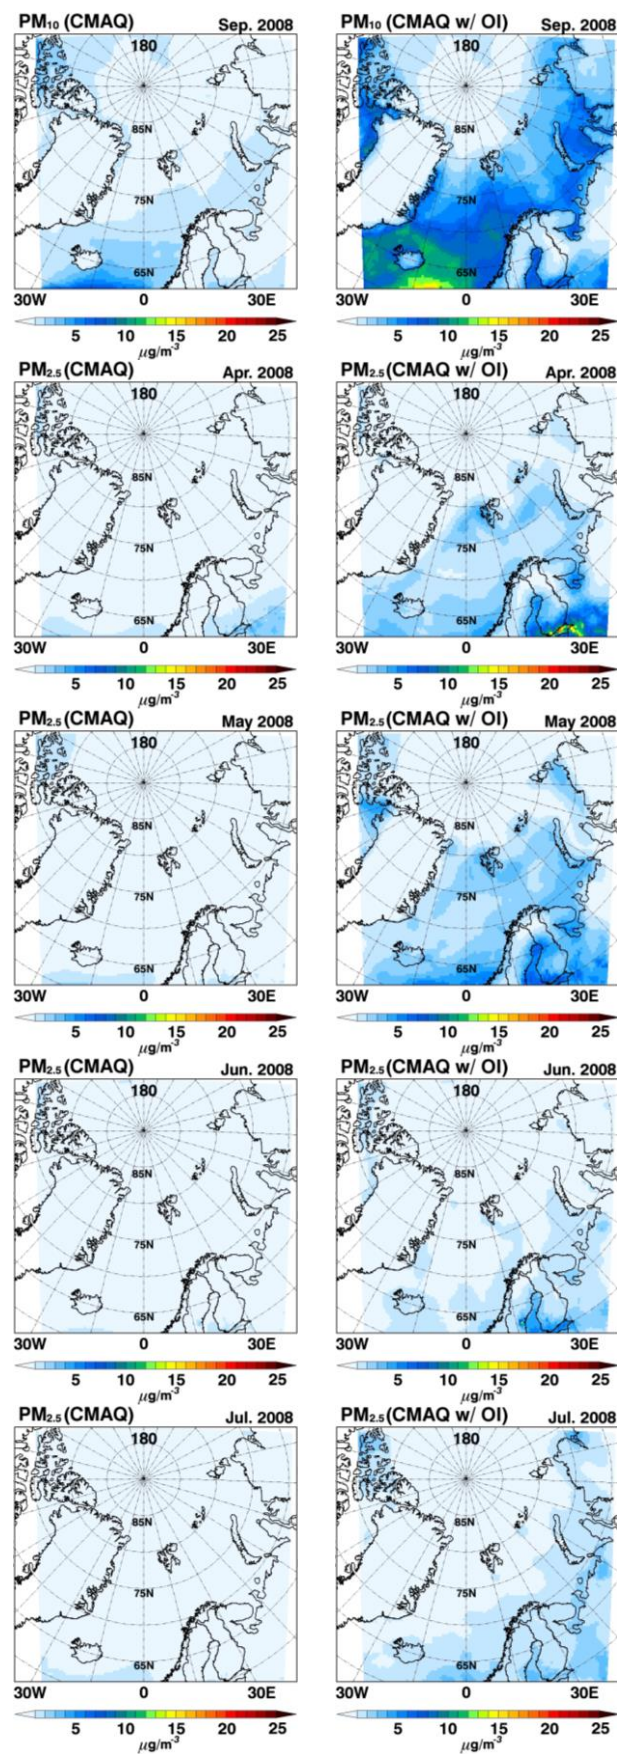 PM₁₀ (CMAQ) Sep. 2008 PM₁₀ (CMAQ w/ OI) Sep. 2008
180 180
85N 85N
75N 75N
65N 65N
30W 0 30E 30W 0 30E
5 10 15 20 25 5 10 15 20 25
μg/m⁻³ μg/m⁻³
PM₂.₅ (CMAQ) Apr. 2008 PM₂.₅ (CMAQ w/ OI) Apr. 2008
180 180
85N 85N
75N 75N
65N 65N
30W 0 30E 30W 0 30E
5 10 15 20 25 5 10 15 20 25
μg/m⁻³ μg/m⁻³
PM₂.₅ (CMAQ) May 2008 PM₂.₅ (CMAQ w/ OI) May 2008
180 180
85N 85N
75N 75N
65N 65N
30W 0 30E 30W 0 30E
5 10 15 20 25 5 10 15 20 25
μg/m⁻³ μg/m⁻³
PM₂.₅ (CMAQ) Jun. 2008 PM₂.₅ (CMAQ w/ OI) Jun. 2008
180 180
85N 85N
75N 75N
65N 65N
30W 0 30E 30W 0 30E
5 10 15 20 25 5 10 15 20 25
μg/m⁻³ μg/m⁻³
PM₂.₅ (CMAQ) Jul. 2008 PM₂.₅ (CMAQ w/ OI) Jul. 2008
180 180
85N 85N
75N 75N
65N 65N
30W 0 30E 30W 0 30E
5 10 15 20 25 5 10 15 20 25
μg/m⁻³ μg/m⁻³